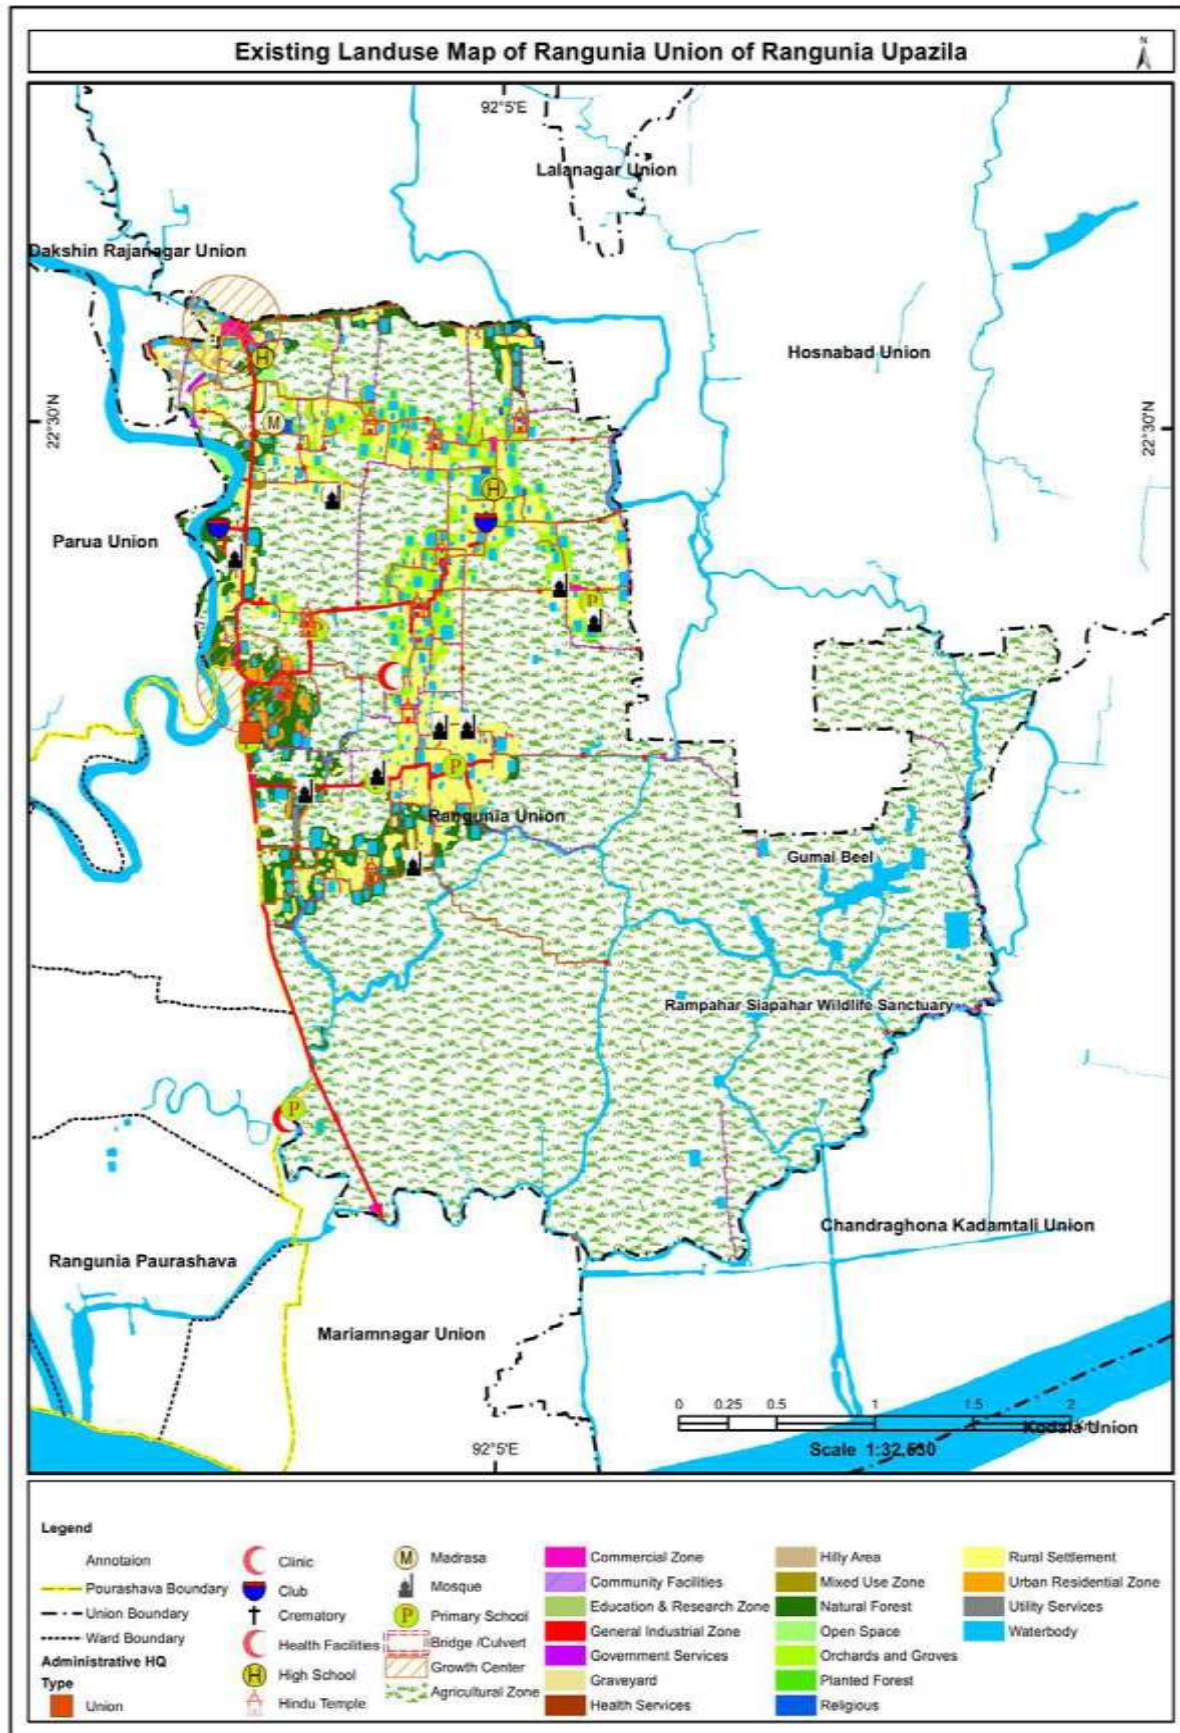 Existing Landuse Map of Rangunia Union of Rangunia Upazila
N
92°5'E
Lalanagar Union
Dakshin Rajanagar Union
Hosnabad Union
22°30'N
22°30'N
M
H
H
Parua Union
P
P
P
Rangunia Union
Gumai Beel
Rampahar Siapahar Wildlife Sanctuary
P
Chandraghona Kadamtali Union
Rangunia Paurashava
Mariamnagar Union
0 0.25 0.5 1 1.5 2
Kodala Union
92°5'E
Legend
Annotaion
Pourashava Boundary
Union Boundary
Ward Boundary
Administrative HQ
Type
Union
Clinic
Club
Crematory
Health Facilities
H High School
Hindu Temple
M Madrasa
Mosque
P Primary School
Bridge /Culvert
Growth Center
Agricultural Zone
Commercial Zone
Community Facilities
Education & Research Zone
General Industrial Zone
Government Services
Graveyard
Health Services
Hilly Area
Mixed Use Zone
Natural Forest
Open Space
Orchards and Groves
Planted Forest
Religious
Rural Settlement
Urban Residential Zone
Utility Services
Waterbody